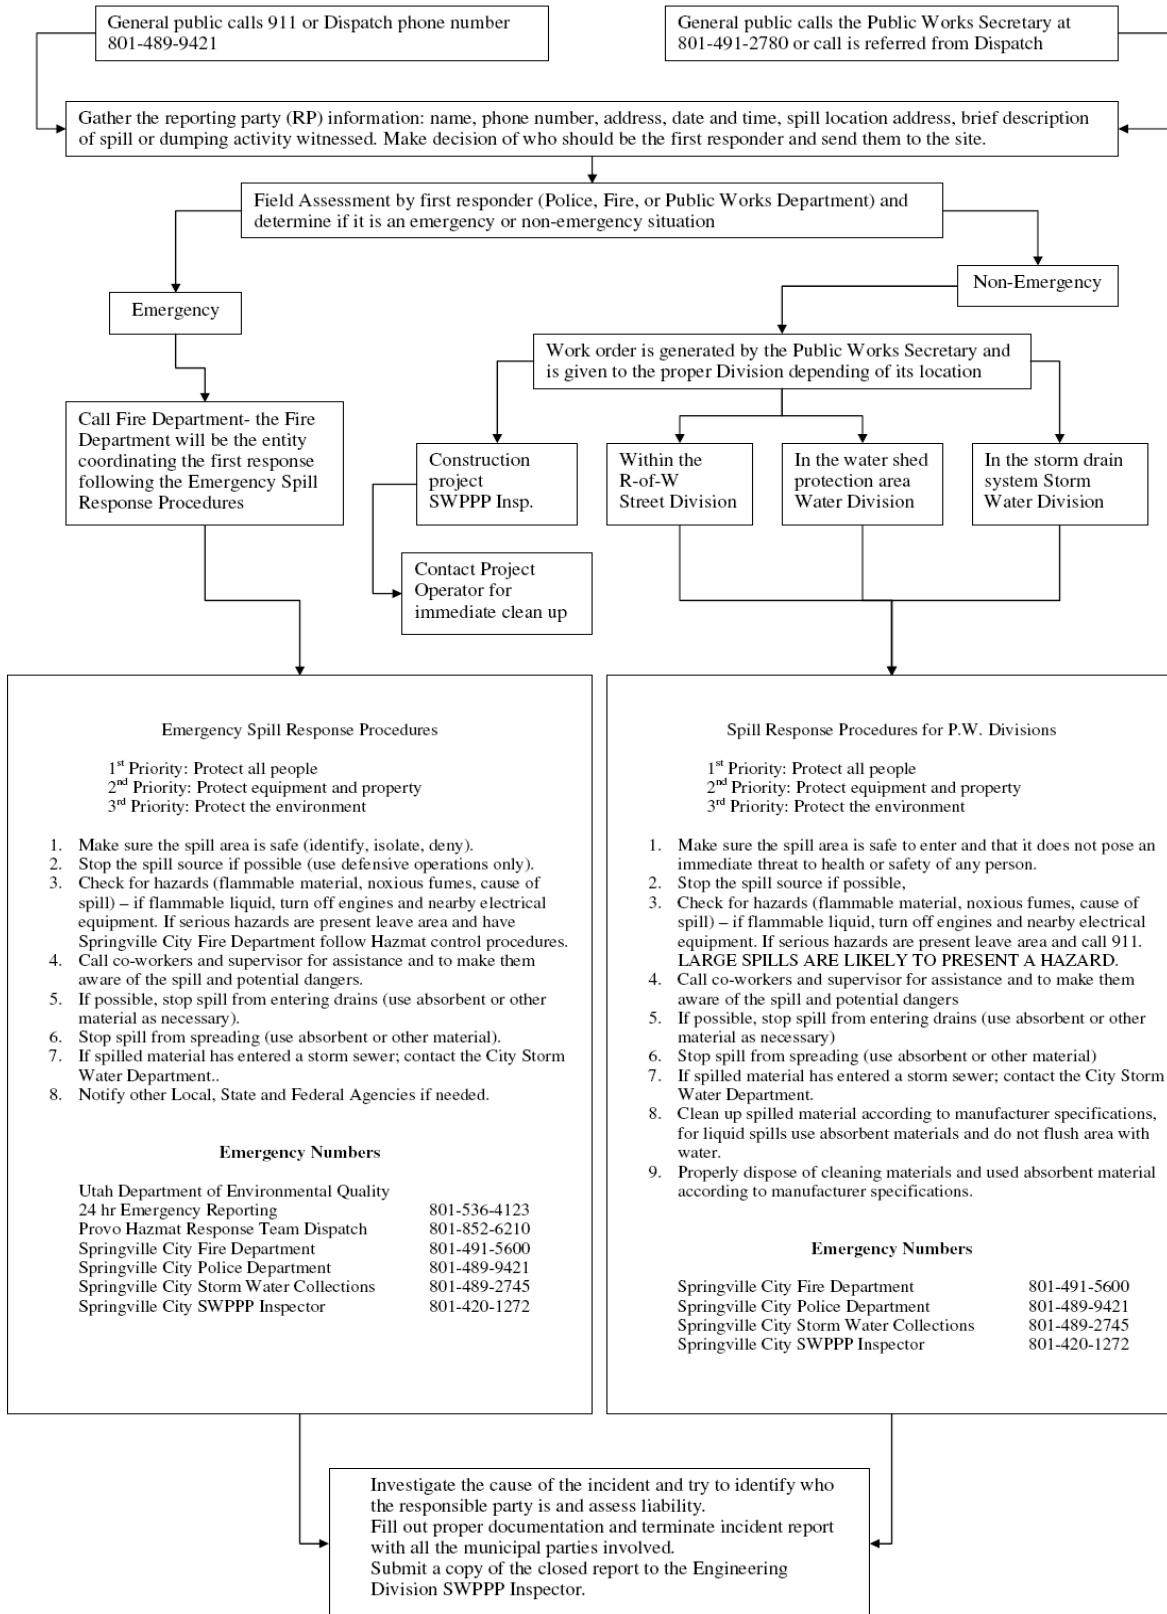 General public calls 911 or Dispatch phone number
801-489-9421
General public calls the Public Works Secretary at
801-491-2780 or call is referred from Dispatch
Gather the reporting party (RP) information: name, phone number, address, date and time, spill location address, brief description
of spill or dumping activity witnessed. Make decision of who should be the first responder and send them to the site.
Field Assessment by first responder (Police, Fire, or Public Works Department) and
determine if it is an emergency or non-emergency situation
Emergency
Non-Emergency
Work order is generated by the Public Works Secretary and
is given to the proper Division depending of its location
Call Fire Department- the Fire
Department will be the entity
coordinating the first response
following the Emergency Spill
Response Procedures
Construction
project
SWPPP Insp.
Within the
R-of-W
Street Division
In the water shed
protection area
Water Division
In the storm drain
system Storm
Water Division
Contact Project
Operator for
immediate clean up
Emergency Spill Response Procedures
1st Priority: Protect all people
2nd Priority: Protect equipment and property
3rd Priority: Protect the environment
1. Make sure the spill area is safe (identify, isolate, deny).
2. Stop the spill source if possible (use defensive operations only).
3. Check for hazards (flammable material, noxious fumes, cause of
spill) – if flammable liquid, turn off engines and nearby electrical
equipment. If serious hazards are present leave area and have
Springville City Fire Department follow Hazmat control procedures.
4. Call co-workers and supervisor for assistance and to make them
aware of the spill and potential dangers.
5. If possible, stop spill from entering drains (use absorbent or other
material as necessary).
6. Stop spill from spreading (use absorbent or other material).
7. If spilled material has entered a storm sewer; contact the City Storm
Water Department..
8. Notify other Local, State and Federal Agencies if needed.
Emergency Numbers
Utah Department of Environmental Quality
24 hr Emergency Reporting 801-536-4123
Provo Hazmat Response Team Dispatch 801-852-6210
Springville City Fire Department 801-491-5600
Springville City Police Department 801-489-9421
Springville City Storm Water Collections 801-489-2745
Springville City SWPPP Inspector 801-420-1272
Spill Response Procedures for P.W. Divisions
1st Priority: Protect all people
2nd Priority: Protect equipment and property
3rd Priority: Protect the environment
1. Make sure the spill area is safe to enter and that it does not pose an
immediate threat to health or safety of any person.
2. Stop the spill source if possible,
3. Check for hazards (flammable material, noxious fumes, cause of
spill) – if flammable liquid, turn off engines and nearby electrical
equipment. If serious hazards are present leave area and call 911.
LARGE SPILLS ARE LIKELY TO PRESENT A HAZARD.
4. Call co-workers and supervisor for assistance and to make them
aware of the spill and potential dangers
5. If possible, stop spill from entering drains (use absorbent or other
material as necessary)
6. Stop spill from spreading (use absorbent or other material)
7. If spilled material has entered a storm sewer; contact the City Storm
Water Department.
8. Clean up spilled material according to manufacturer specifications,
for liquid spills use absorbent materials and do not flush area with
water.
9. Properly dispose of cleaning materials and used absorbent material
according to manufacturer specifications.
Emergency Numbers
Springville City Fire Department 801-491-5600
Springville City Police Department 801-489-9421
Springville City Storm Water Collections 801-489-2745
Springville City SWPPP Inspector 801-420-1272
Investigate the cause of the incident and try to identify who
the responsible party is and assess liability.
Fill out proper documentation and terminate incident report
with all the municipal parties involved.
Submit a copy of the closed report to the Engineering
Division SWPPP Inspector.